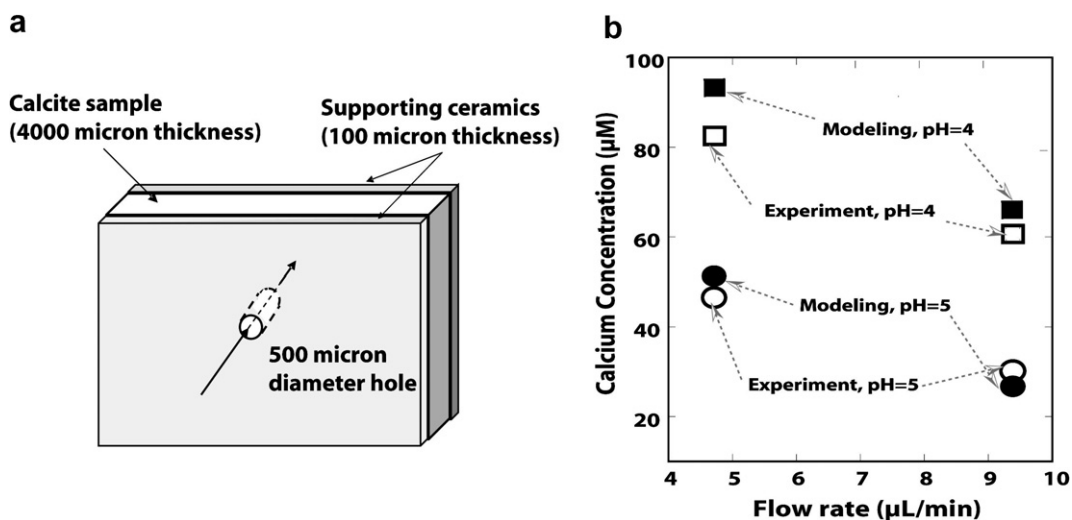 a
Calcite sample
(4000 micron thickness)
Supporting ceramics
(100 micron thickness)
500 micron
diameter hole
b
Calcium Concentration (μM)
100
80
60
40
20
Modeling, pH=4
Experiment, pH=4
Modeling, pH=5
Experiment, pH=5
4 5 6 7 8 9 10
Flow rate (μL/min)